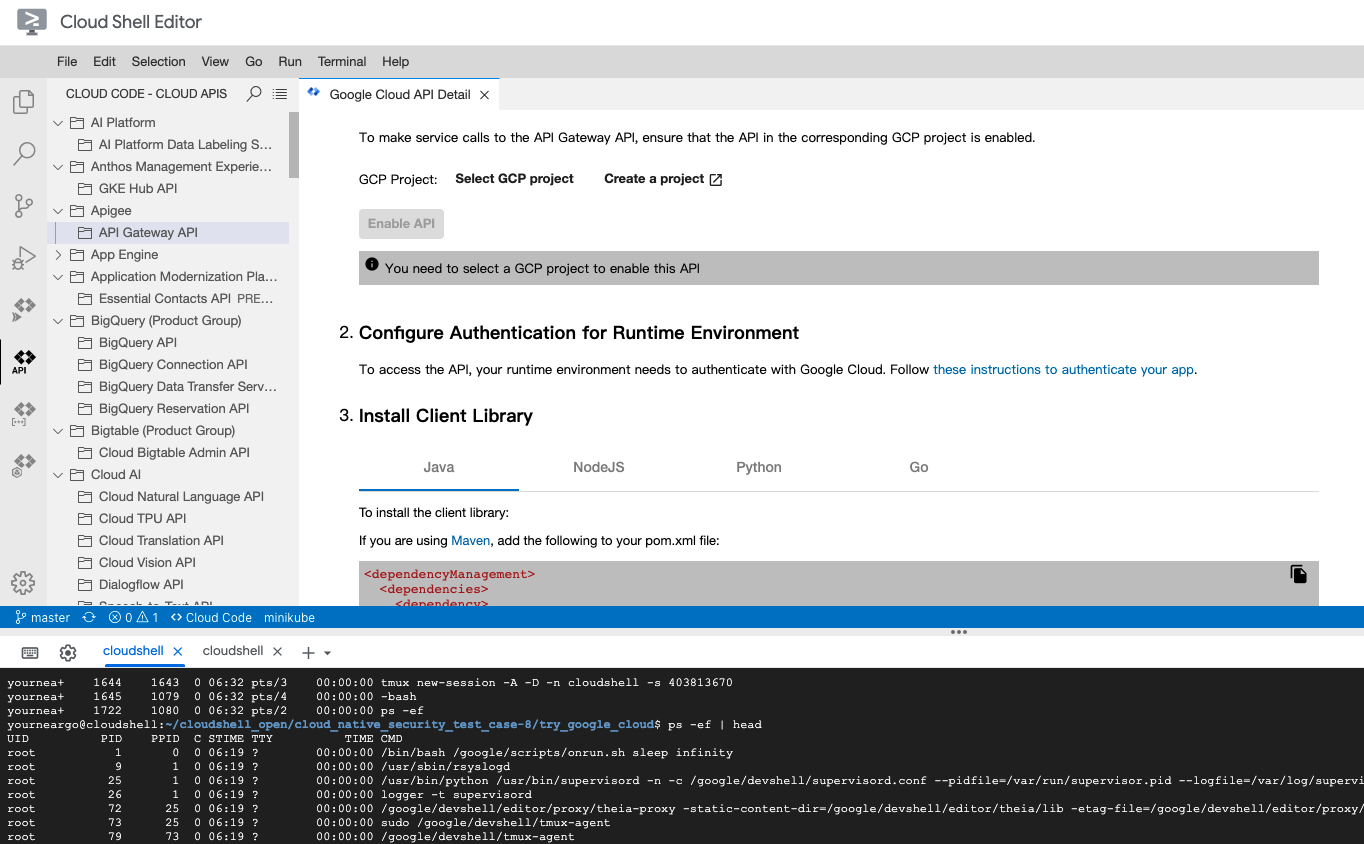 Cloud Shell Editor
File Edit Selection View Go Run Terminal Help
CLOUD CODE - CLOUD APIS
AI Platform
AI Platform Data Labeling S...
Anthos Management Experie...
GKE Hub API
Apigee
API Gateway API
App Engine
Application Modernization Pla...
Essential Contacts API PRE...
BigQuery (Product Group)
BigQuery API
BigQuery Connection API
BigQuery Data Transfer Serv...
BigQuery Reservation API
Bigtable (Product Group)
Cloud Bigtable Admin API
Cloud AI
Cloud Natural Language API
Cloud TPU API
Cloud Translation API
Cloud Vision API
Dialogflow API
Speech-to-Text API
API
Google Cloud API Detail
To make service calls to the API Gateway API, ensure that the API in the corresponding GCP project is enabled.
GCP Project: Select GCP project Create a project
Enable API
You need to select a GCP project to enable this API
2. Configure Authentication for Runtime Environment
To access the API, your runtime environment needs to authenticate with Google Cloud. Follow these instructions to authenticate your app.
3. Install Client Library
Java NodeJS Python Go
To install the client library:
If you are using Maven, add the following to your pom.xml file:
<dependencyManagement>
<dependencies>
<dependency>
master 0 1 Cloud Code minikube
cloudshell cloudshell
yournea+ 1644 1643 0 06:32 pts/3 00:00:00 tmux new-session -A -D -n cloudshell -s 403813670
yournea+ 1645 1079 0 06:32 pts/4 00:00:00 -bash
yournea+ 1722 1080 0 06:32 pts/2 00:00:00 ps -ef
yourneargo@cloudshell:~/cloudshell_open/cloud_native_security_test_case-8/try_google_cloud$ ps -ef | head
UID PID PPID C STIME TTY TIME CMD
root 1 0 0 06:19 ? 00:00:00 /bin/bash /google/scripts/onrun.sh sleep infinity
root 9 1 0 06:19 ? 00:00:00 /usr/sbin/rsyslogd
root 25 1 0 06:19 ? 00:00:00 /usr/bin/python /usr/bin/supervisord -n -c /google/devshell/supervisord.conf --pidfile=/var/run/supervisor.pid --logfile=/var/log/supervi
root 26 1 0 06:19 ? 00:00:00 logger -t supervisord
root 72 25 0 06:19 ? 00:00:00 /google/devshell/editor/proxy/theia-proxy -static-content-dir=/google/devshell/editor/theia/lib -etag-file=/google/devshell/editor/proxy/
root 73 25 0 06:19 ? 00:00:00 sudo /google/devshell/tmux-agent
root 79 73 0 06:19 ? 00:00:00 /google/devshell/tmux-agent